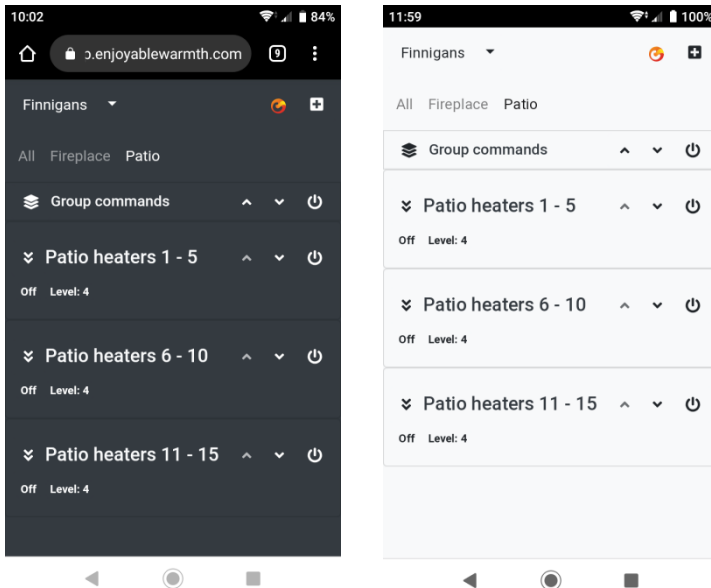 10:02
84%
ɔ.enjoyablewarmth.com
9
Finnigans
All Fireplace Patio
Group commands
Patio heaters 1 - 5
Off Level: 4
Patio heaters 6 - 10
Off Level: 4
Patio heaters 11 - 15
Off Level: 4
11:59
100%
Finnigans
All Fireplace Patio
Group commands
Patio heaters 1 - 5
Off Level: 4
Patio heaters 6 - 10
Off Level: 4
Patio heaters 11 - 15
Off Level: 4